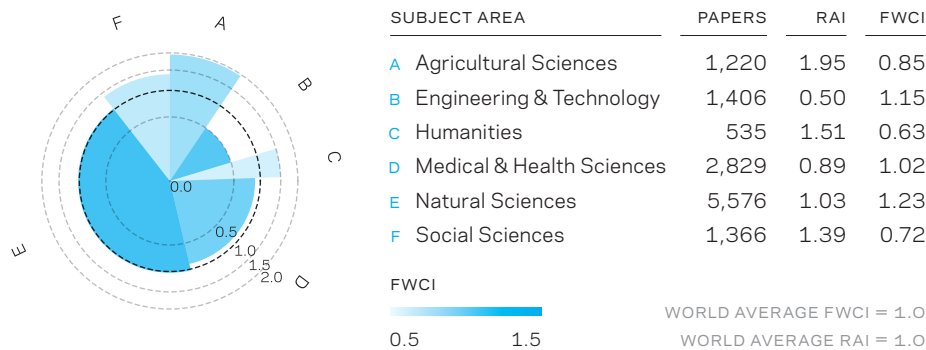 F A
B
C
D
E
0.0
0.5
1.0
1.5
2.0
SUBJECT AREA PAPERS RAI FWCI
A Agricultural Sciences 1,220 1.95 0.85
B Engineering & Technology 1,406 0.50 1.15
C Humanities 535 1.51 0.63
D Medical & Health Sciences 2,829 0.89 1.02
E Natural Sciences 5,576 1.03 1.23
F Social Sciences 1,366 1.39 0.72
FWCI
0.5 1.5
WORLD AVERAGE FWCI = 1.0
WORLD AVERAGE RAI = 1.0